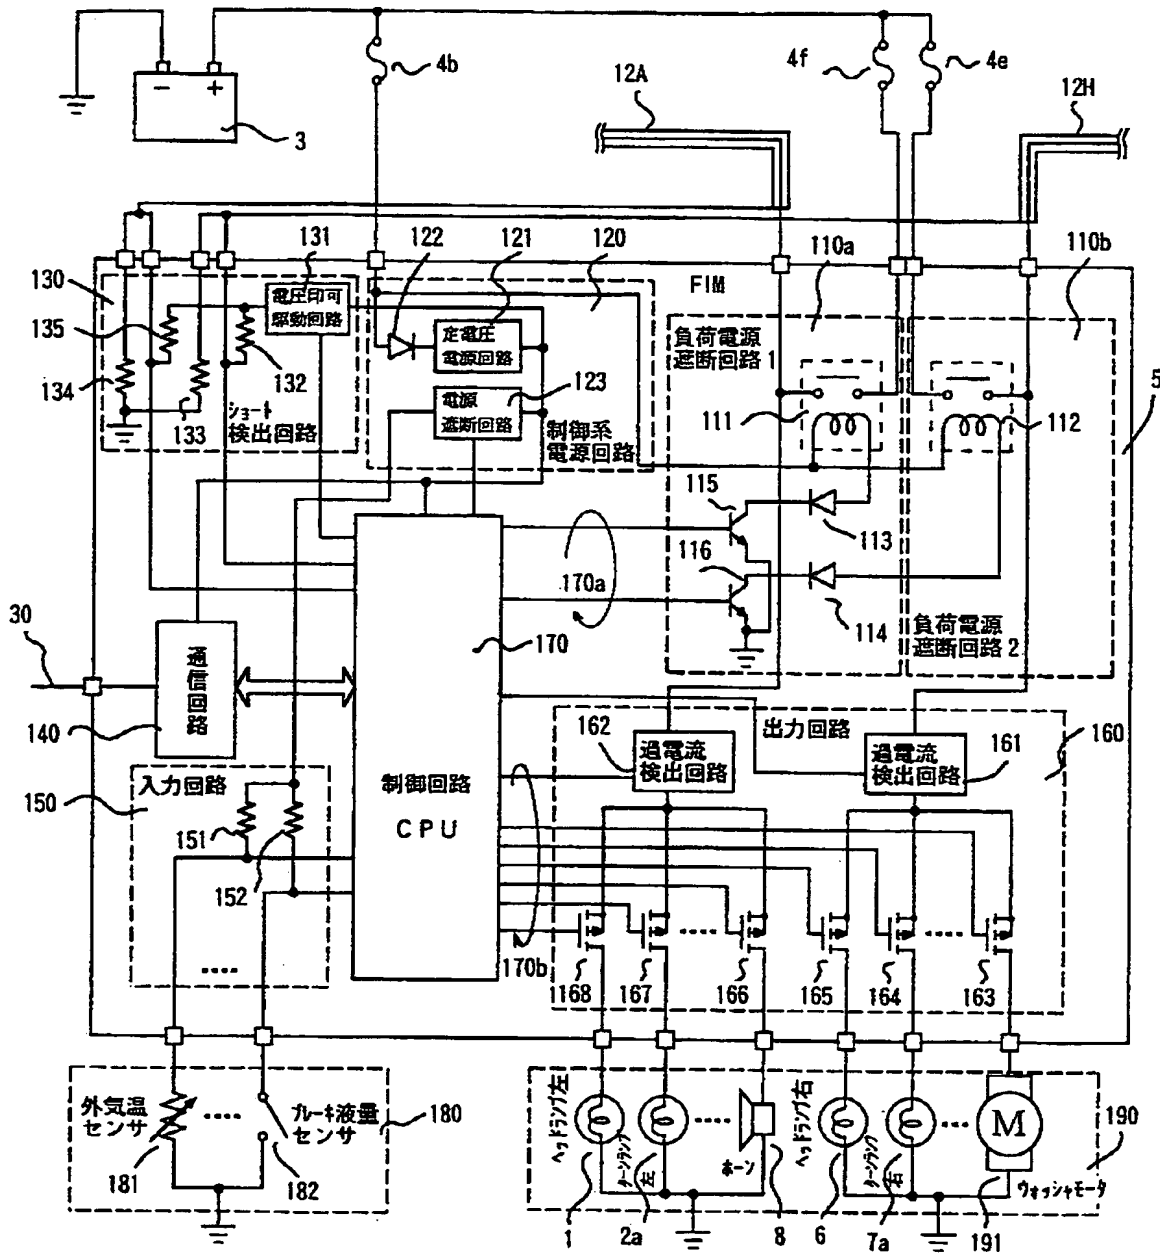 4b
4f
4e
12A
12H
−
+
3
131
122
121
120
110a
110b
FIM
130
135
電圧印可
駆動回路
定電圧
電源回路
負荷電源
遮断回路1
5
134
132
123
電源
遮断回路
111
112
133
ショート
検出回路
制御系
電源回路
115
113
116
170a
114
負荷電源
遮断回路2
30
通信回路
170
140
162
出力回路
161
160
過電流
検出回路
過電流
検出回路
入力回路
150
制御回路
CPU
151
152
170b
168
167
166
165
164
163
外気温
センサ
ブレーキ液量
センサ
180
181
182
ヘッドランプ左
ターンランプ
左
ホーン
ヘッドランプ右
ターンランプ
右
M
190
ウォッシャモータ
1
2a
8
6
7a
191